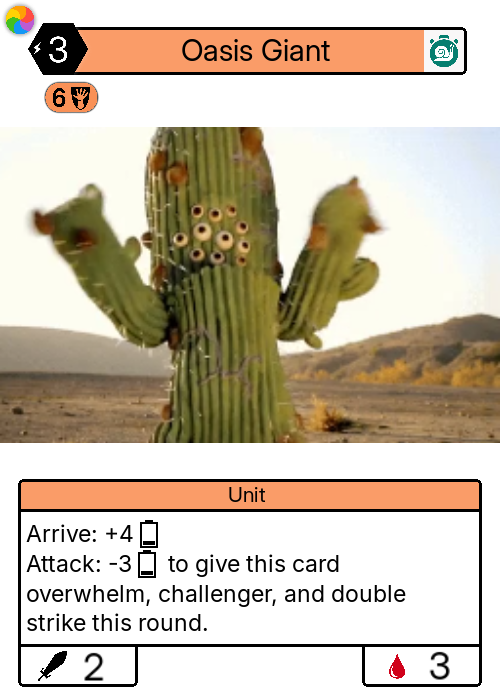 3
Oasis Giant
6
Unit
Arrive: +4
Attack: -3 to give this card
overwhelm, challenger, and double
strike this round.
2
3